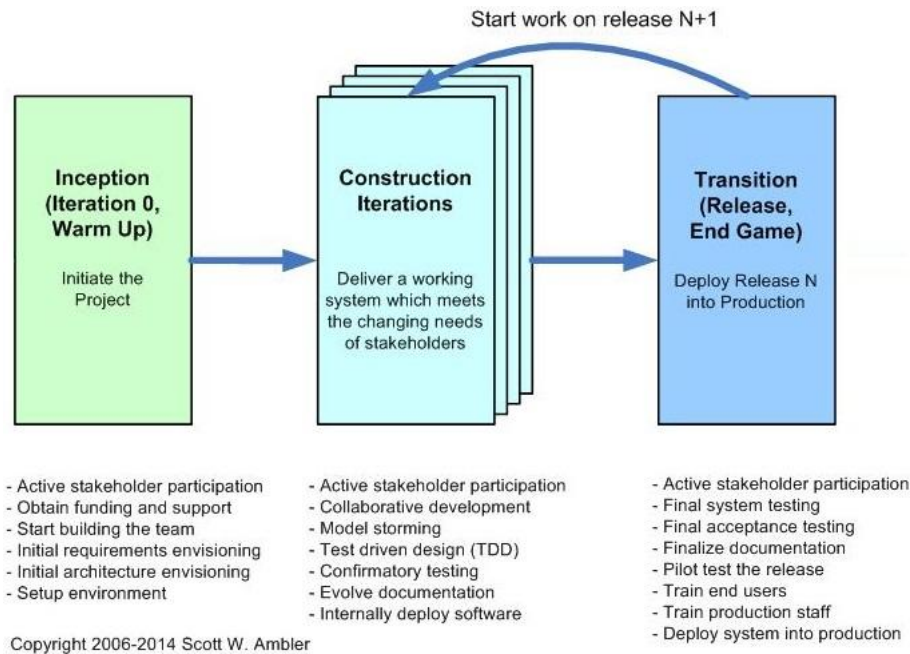 Start work on release N+1
Inception
(Iteration 0,
Warm Up)
Initiate the
Project
Construction
Iterations
Deliver a working
system which meets
the changing needs
of stakeholders
Transition
(Release,
End Game)
Deploy Release N
into Production
- Active stakeholder participation
- Obtain funding and support
- Start building the team
- Initial requirements envisioning
- Initial architecture envisioning
- Setup environment
- Active stakeholder participation
- Collaborative development
- Model storming
- Test driven design (TDD)
- Confirmatory testing
- Evolve documentation
- Internally deploy software
- Active stakeholder participation
- Final system testing
- Final acceptance testing
- Finalize documentation
- Pilot test the release
- Train end users
- Train production staff
- Deploy system into production
Copyright 2006-2014 Scott W. Ambler